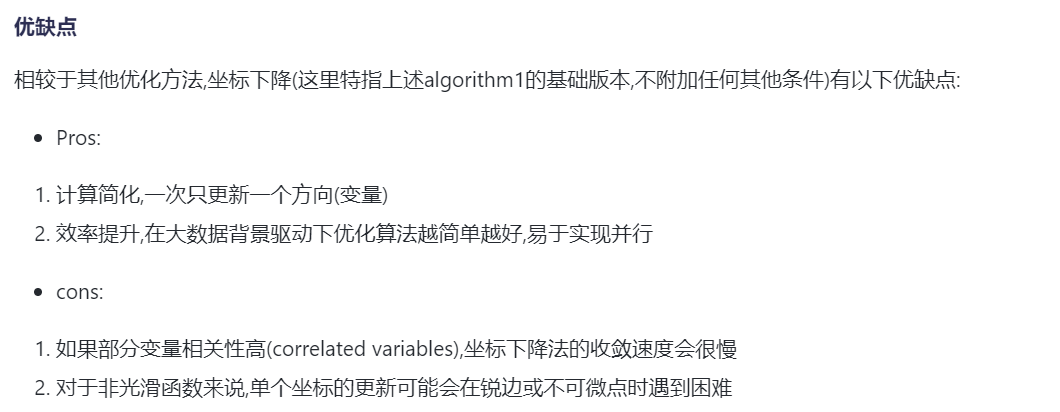 优缺点
相较于其他优化方法,坐标下降(这里特指上述algorithm1的基础版本,不附加任何其他条件)有以下优缺点:
• Pros:
1. 计算简化,一次只更新一个方向(变量)
2. 效率提升,在大数据背景驱动下优化算法越简单越好,易于实现并行
• cons:
1. 如果部分变量相关性高(correlated variables),坐标下降法的收敛速度会很慢
2. 对于非光滑函数来说,单个坐标的更新可能会在锐边或不可微点时遇到困难